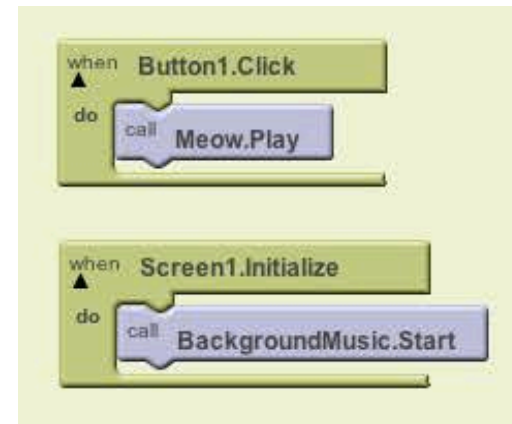 when Button1.Click
do call Meow.Play
when Screen1.Initialize
do call BackgroundMusic.Start